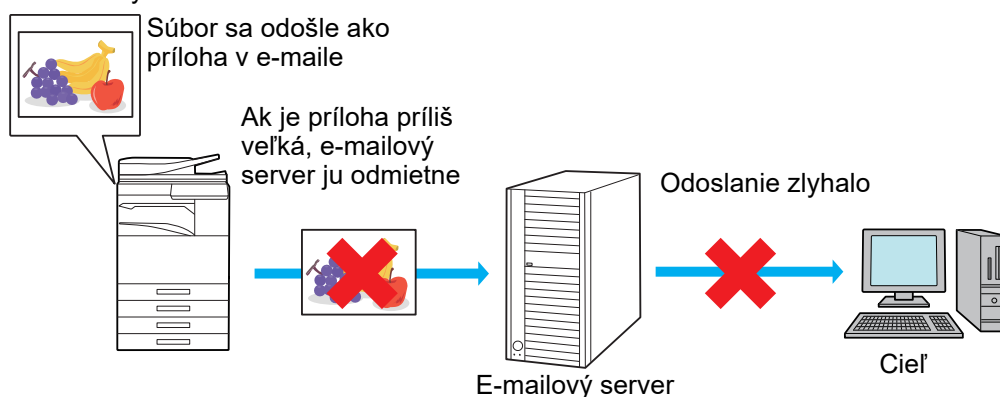 Súbor sa odošle ako
príloha v e-maile
Ak je príloha príliš
veľká, e-mailový
server ju odmietne
Odoslanie zlyhalo
Cieľ
E-mailový server